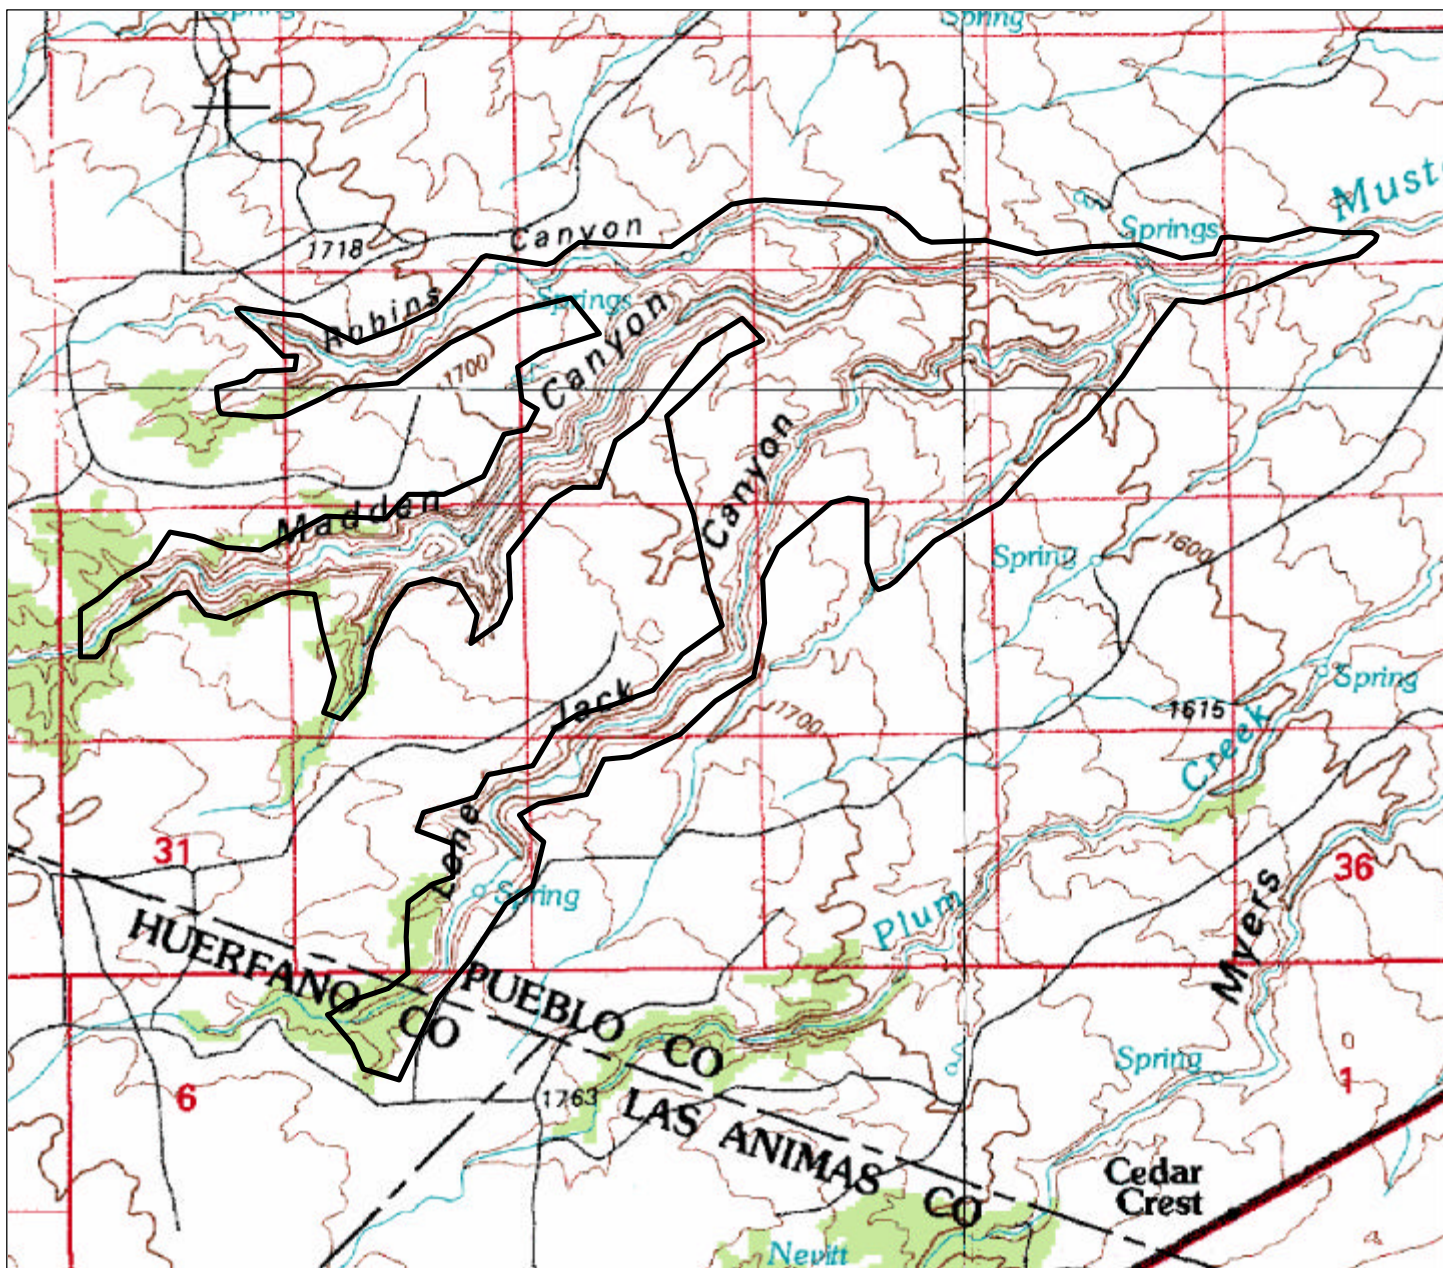 Spring
Spring
Must
Springs
Robins Canyon
1718
Springs
1700
Madden Canyon
Lone Jack Canyon
Spring
1600
Spring
1615
1700
Plum Creek
31
36
Spring
Myers
HUERFANO CO
PUEBLO CO
Spring
6
1763
1
LAS ANIMAS CO
Cedar
Crest
Nevitt